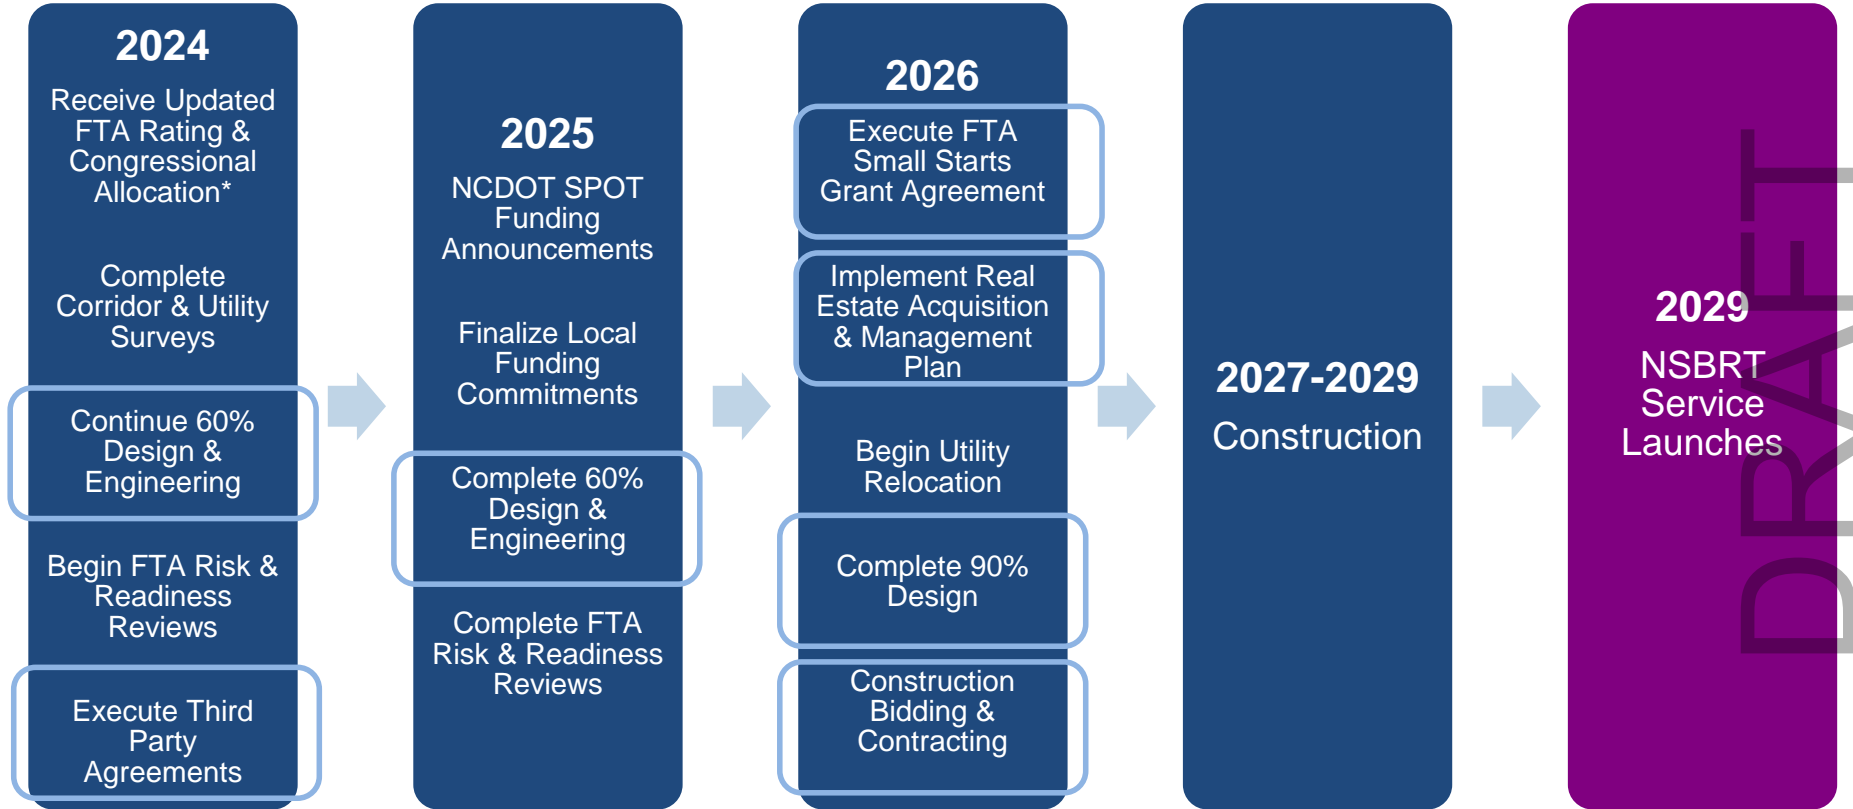 2024
Receive Updated
FTA Rating &
Congressional
Allocation*
Complete
Corridor & Utility
Surveys
Continue 60%
Design &
Engineering
Begin FTA Risk &
Readiness
Reviews
Execute Third
Party
Agreements
2025
NCDOT SPOT
Funding
Announcements
Finalize Local
Funding
Commitments
Complete 60%
Design &
Engineering
Complete FTA
Risk & Readiness
Reviews
2026
Execute FTA
Small Starts
Grant Agreement
Implement Real
Estate Acquisition
& Management
Plan
Begin Utility
Relocation
Complete 90%
Design
Construction
Bidding &
Contracting
2027-2029
Construction
2029
NSBRT
Service
Launches
DRAFT